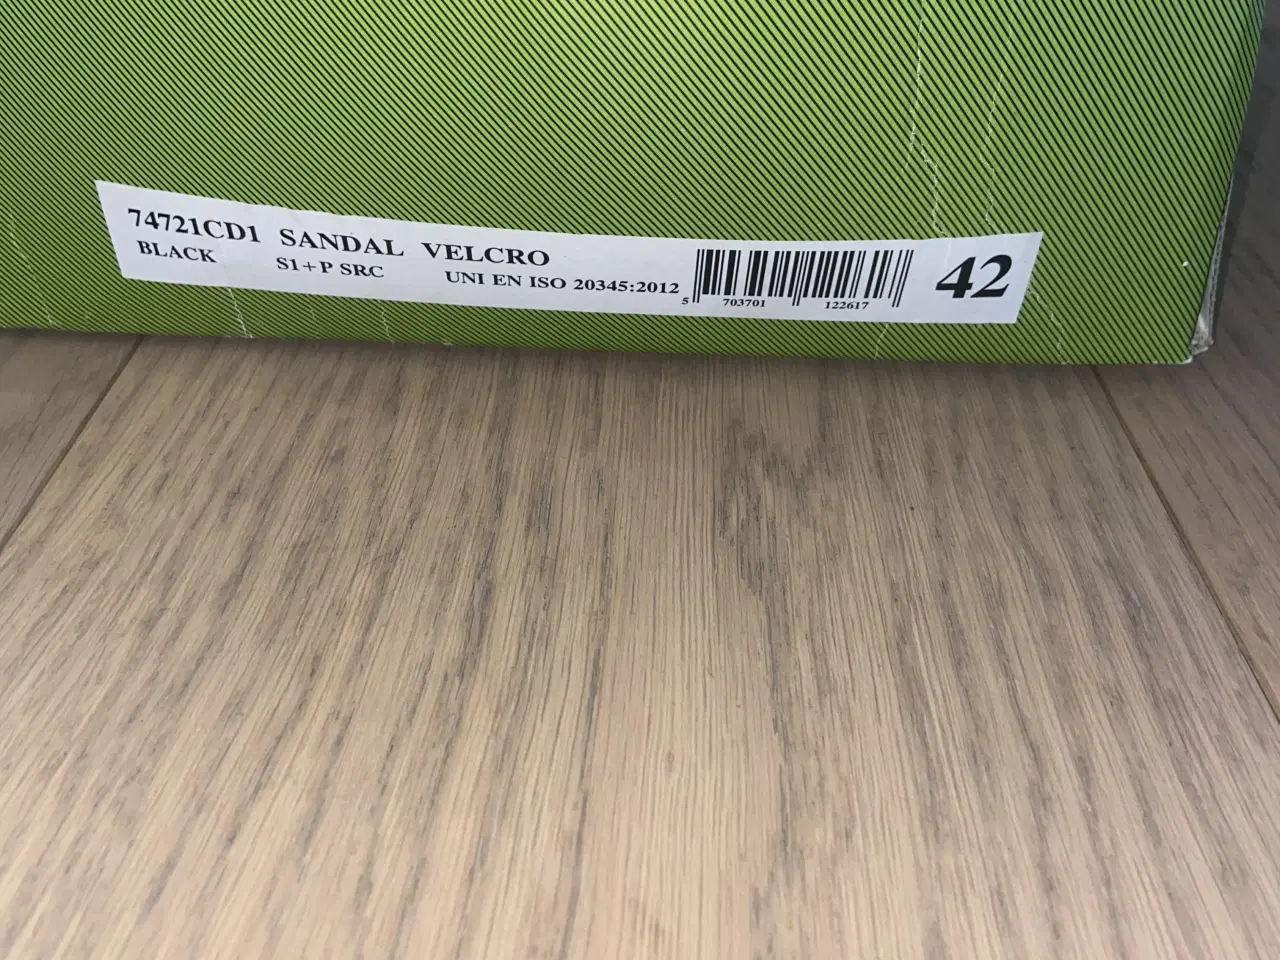 74721CD1 SANDAL VELCRO
BLACK S1+P SRC UNI EN ISO 20345:2012
5 703701 122617
42